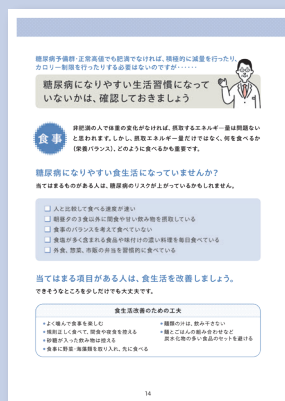 糖尿病予備群・正常高値でも肥満でなければ、積極的に減量を行ったり、
カロリー制限を行ったりする必要はないのですが・・・・・・
糖尿病になりやすい生活習慣になって
いないかは、確認しておきましょう
食事
非肥満の人で体重の変化がなければ、摂取するエネルギー量は問題ない
と思われます。しかし、摂取エネルギー量だけではなく、何を食べるか
(栄養バランス)、どのように食べるかも重要です。
糖尿病になりやすい食生活になっていませんか?
当てはまるものがある人は、糖尿病のリスクが上がっているかもしれません。
□ 人と比較して食べる速度が速い
□ 朝昼夕の3食以外に間食や甘い飲み物を摂取している
□ 食事のバランスを考えて食べていない
□ 食塩が多く含まれる食品や味付けの濃い料理を毎日食べている
□ 外食、惣菜、市販の弁当を習慣的に食べている
当てはまる項目がある人は、食生活を改善しましょう。
できそうなところを少しだけでも大丈夫です。
食生活改善のための工夫
●よく噛んで食事を楽しむ
●規則正しく食べて、間食や夜食を控える
●砂糖が入った飲み物は控える
●食事に野菜・海藻類を取り入れ、先に食べる
●麺類の汁は、飲み干さない
●麺とごはんの組み合わせなど
炭水化物の多い食品のセットを避ける
14